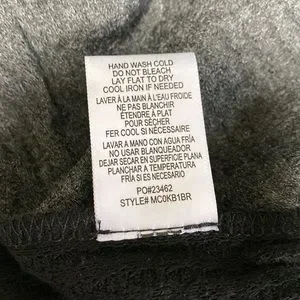 HAND WASH COLD
DO NOT BLEACH
LAY FLAT TO DRY
COOL IRON IF NEEDED
LAVER À LA MAIN À L'EAU FROIDE
NE PAS BLANCHIR
ÉTENDRE À PLAT
POUR SÉCHER
FER COOL SI NÉCESSAIRE
LAVAR A MANO CON AGUA FRÍA
NO USAR BLANQUEADOR
DEJAR SECAR EN SUPERFICIE PLANA
PLANCHAR A TEMPERATURA
FRÍA SI ES NECESARIO
PO#23462
STYLE# MC0KB1BR